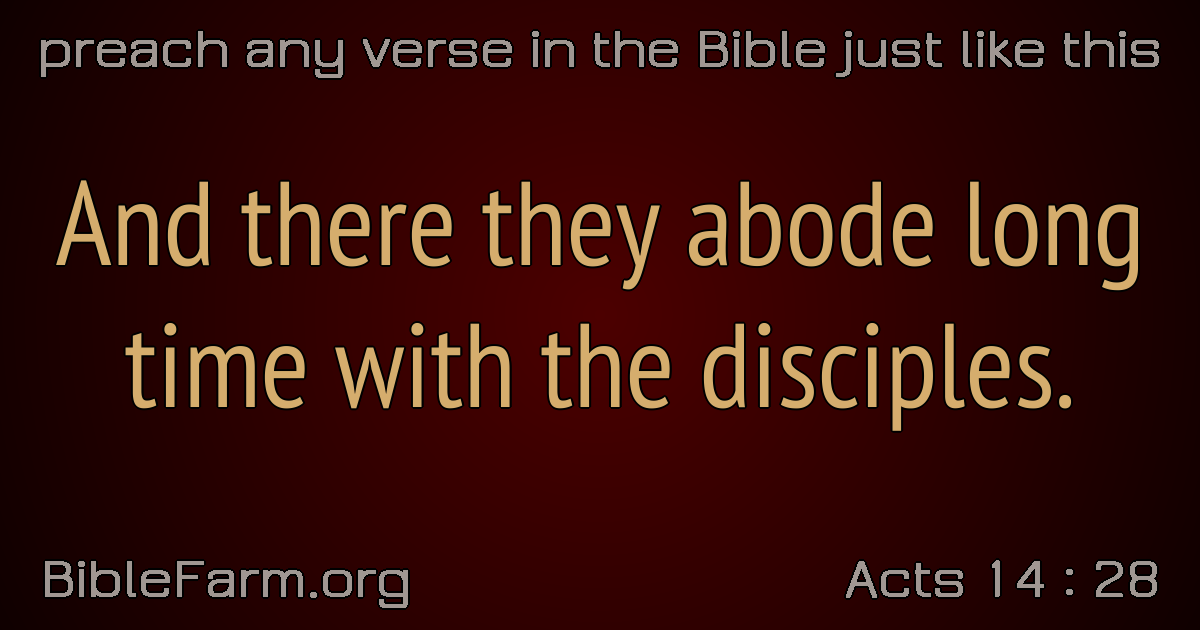 preach any verse in the Bible just like this
And there they abode long
time with the disciples.
BibleFarm.org
Acts 14 : 28